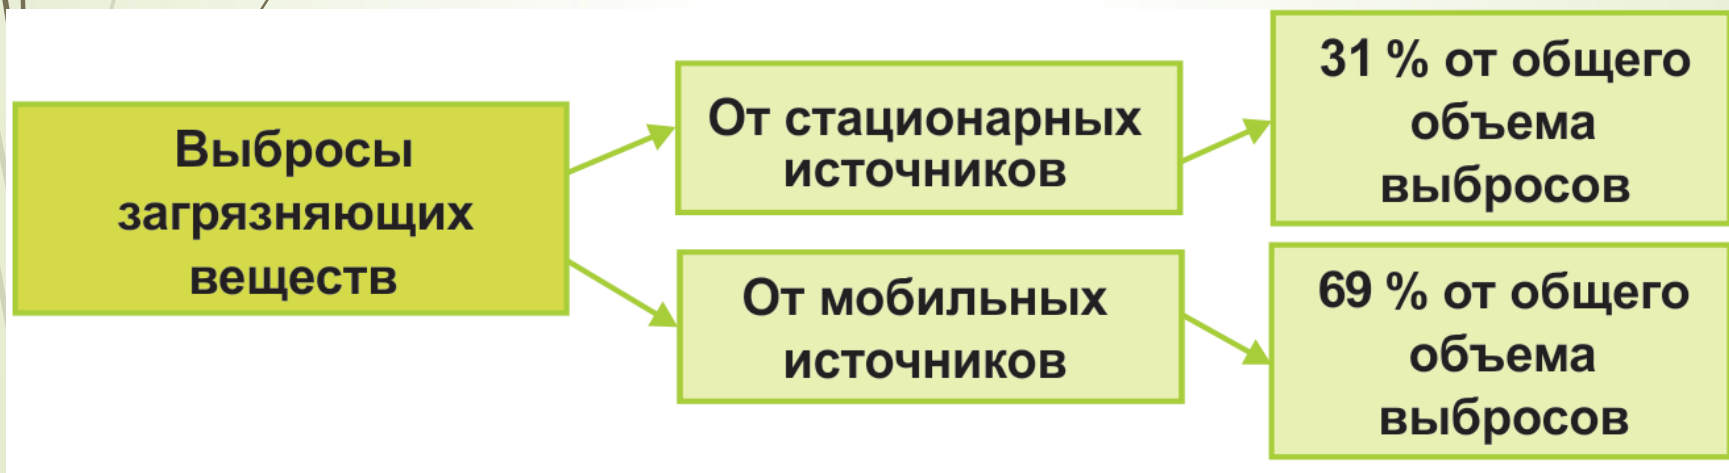 Выбросы
загрязняющих
веществ
От стационарных
источников
31 % от общего
объема
выбросов
От мобильных
источников
69 % от общего
объема
выбросов